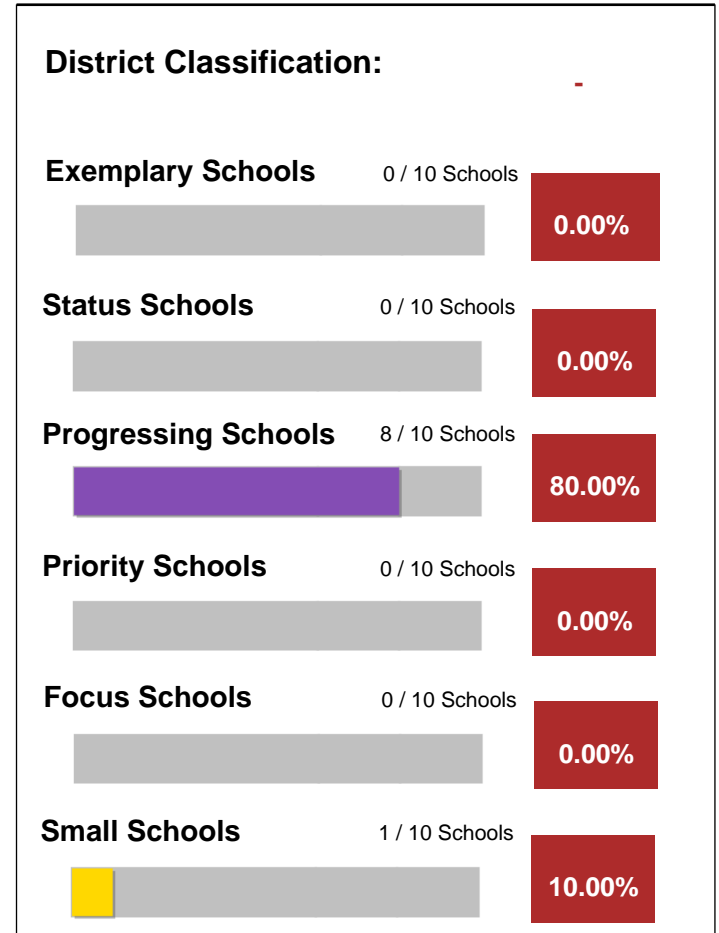 District Classification:
-
Exemplary Schools 0 / 10 Schools
0.00%
Status Schools 0 / 10 Schools
0.00%
Progressing Schools 8 / 10 Schools
80.00%
Priority Schools 0 / 10 Schools
0.00%
Focus Schools 0 / 10 Schools
0.00%
Small Schools 1 / 10 Schools
10.00%